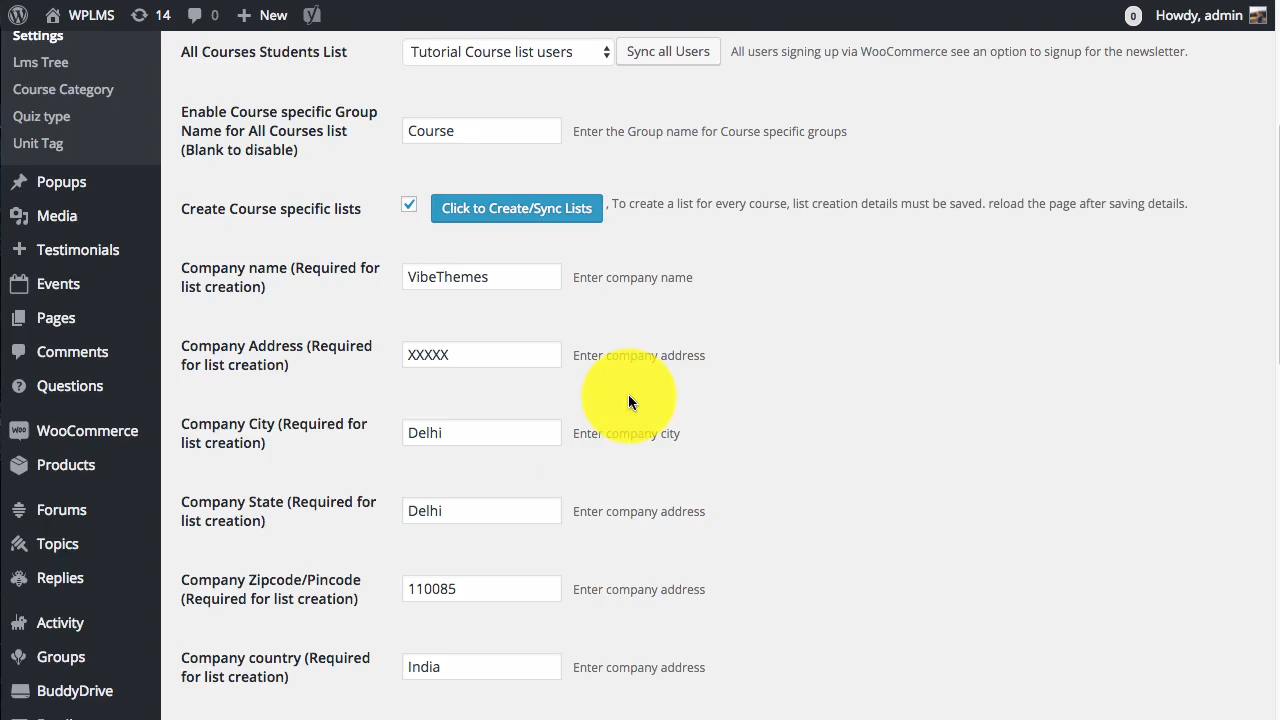 WPLMS 14 0 New 0 Howdy, admin
Settings
Lms Tree
Course Category
Quiz type
Unit Tag
Popups
Media
Testimonials
Events
Pages
Comments
Questions
WooCommerce
Products
Forums
Topics
Replies
Activity
Groups
BuddyDrive
All Courses Students List Tutorial Course list users Sync all Users All users signing up via WooCommerce see an option to signup for the newsletter.
Enable Course specific Group
Name for All Courses list
(Blank to disable)
Course Enter the Group name for Course specific groups
Create Course specific lists Click to Create/Sync Lists , To create a list for every course, list creation details must be saved. reload the page after saving details.
Company name (Required for
list creation)
VibeThemes Enter company name
Company Address (Required
for list creation)
XXXXX Enter company address
Company City (Required for
list creation)
Delhi Enter company city
Company State (Required for
list creation)
Delhi Enter company address
Company Zipcode/Pincode
(Required for list creation)
110085 Enter company address
Company country (Required
for list creation)
India Enter company address